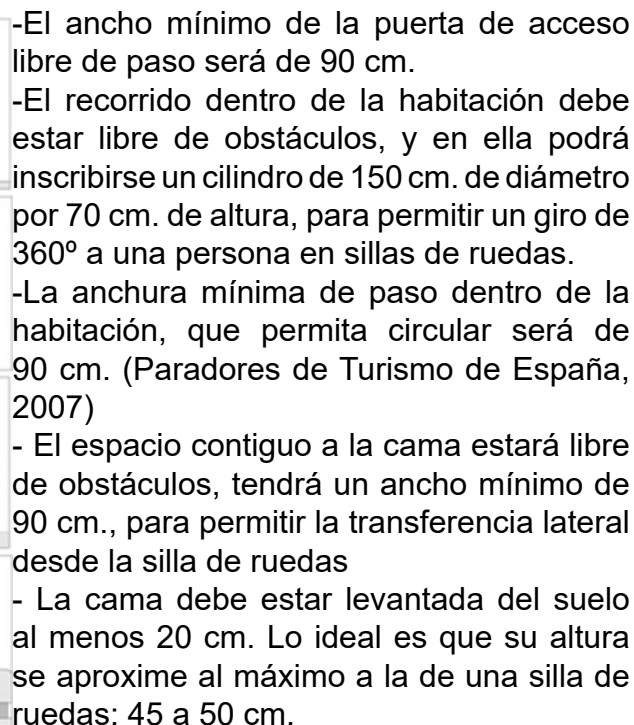 -El ancho mínimo de la puerta de acceso
libre de paso será de 90 cm.
-El recorrido dentro de la habitación debe
estar libre de obstáculos, y en ella podrá
inscribirse un cilindro de 150 cm. de diámetro
por 70 cm. de altura, para permitir un giro de
360º a una persona en sillas de ruedas.
-La anchura mínima de paso dentro de la
habitación, que permita circular será de
90 cm. (Paradores de Turismo de España,
2007)
- El espacio contiguo a la cama estará libre
de obstáculos, tendrá un ancho mínimo de
90 cm., para permitir la transferencia lateral
desde la silla de ruedas
- La cama debe estar levantada del suelo
al menos 20 cm. Lo ideal es que su altura
se aproxime al máximo a la de una silla de
ruedas: 45 a 50 cm.